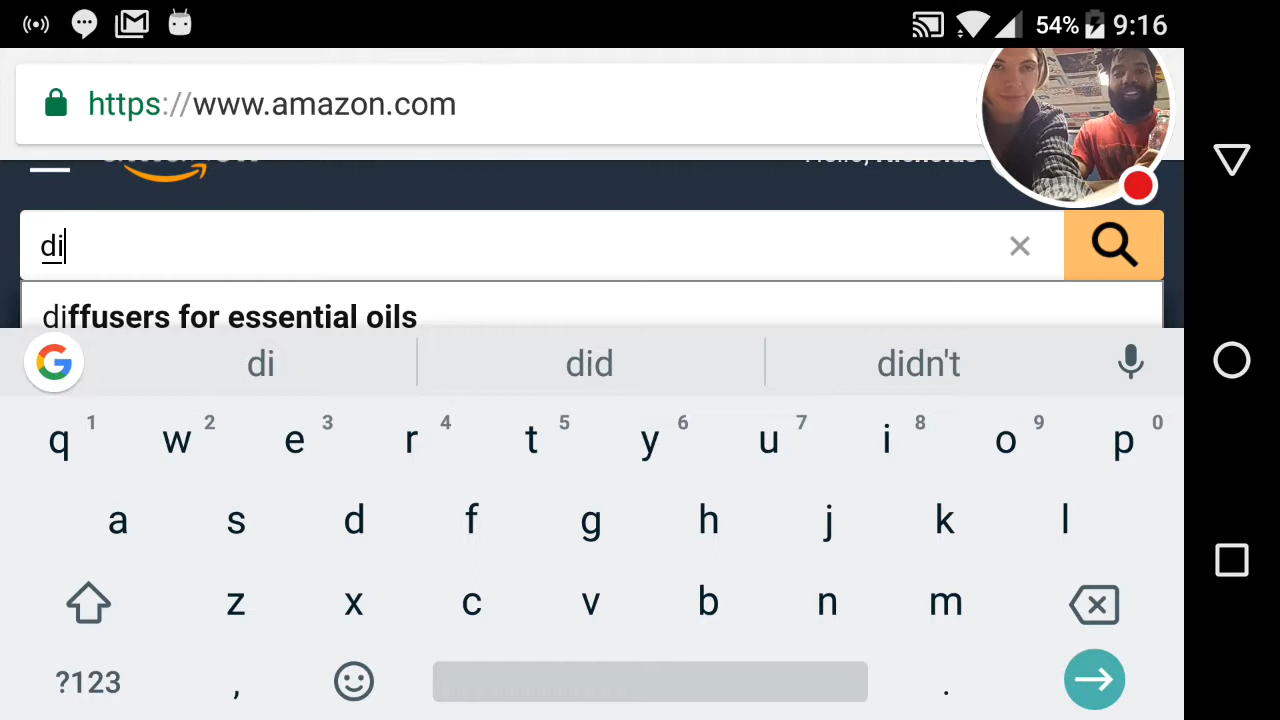 54% 9:16
https://www.amazon.com
Hello,
di
diffusers for essential oils
di did didn't
q 1 w 2 e 3 r 4 t 5 y 6 u 7 i 8 o 9 p 0
a s d f g h j k l
z x c v b n m
?123 , .